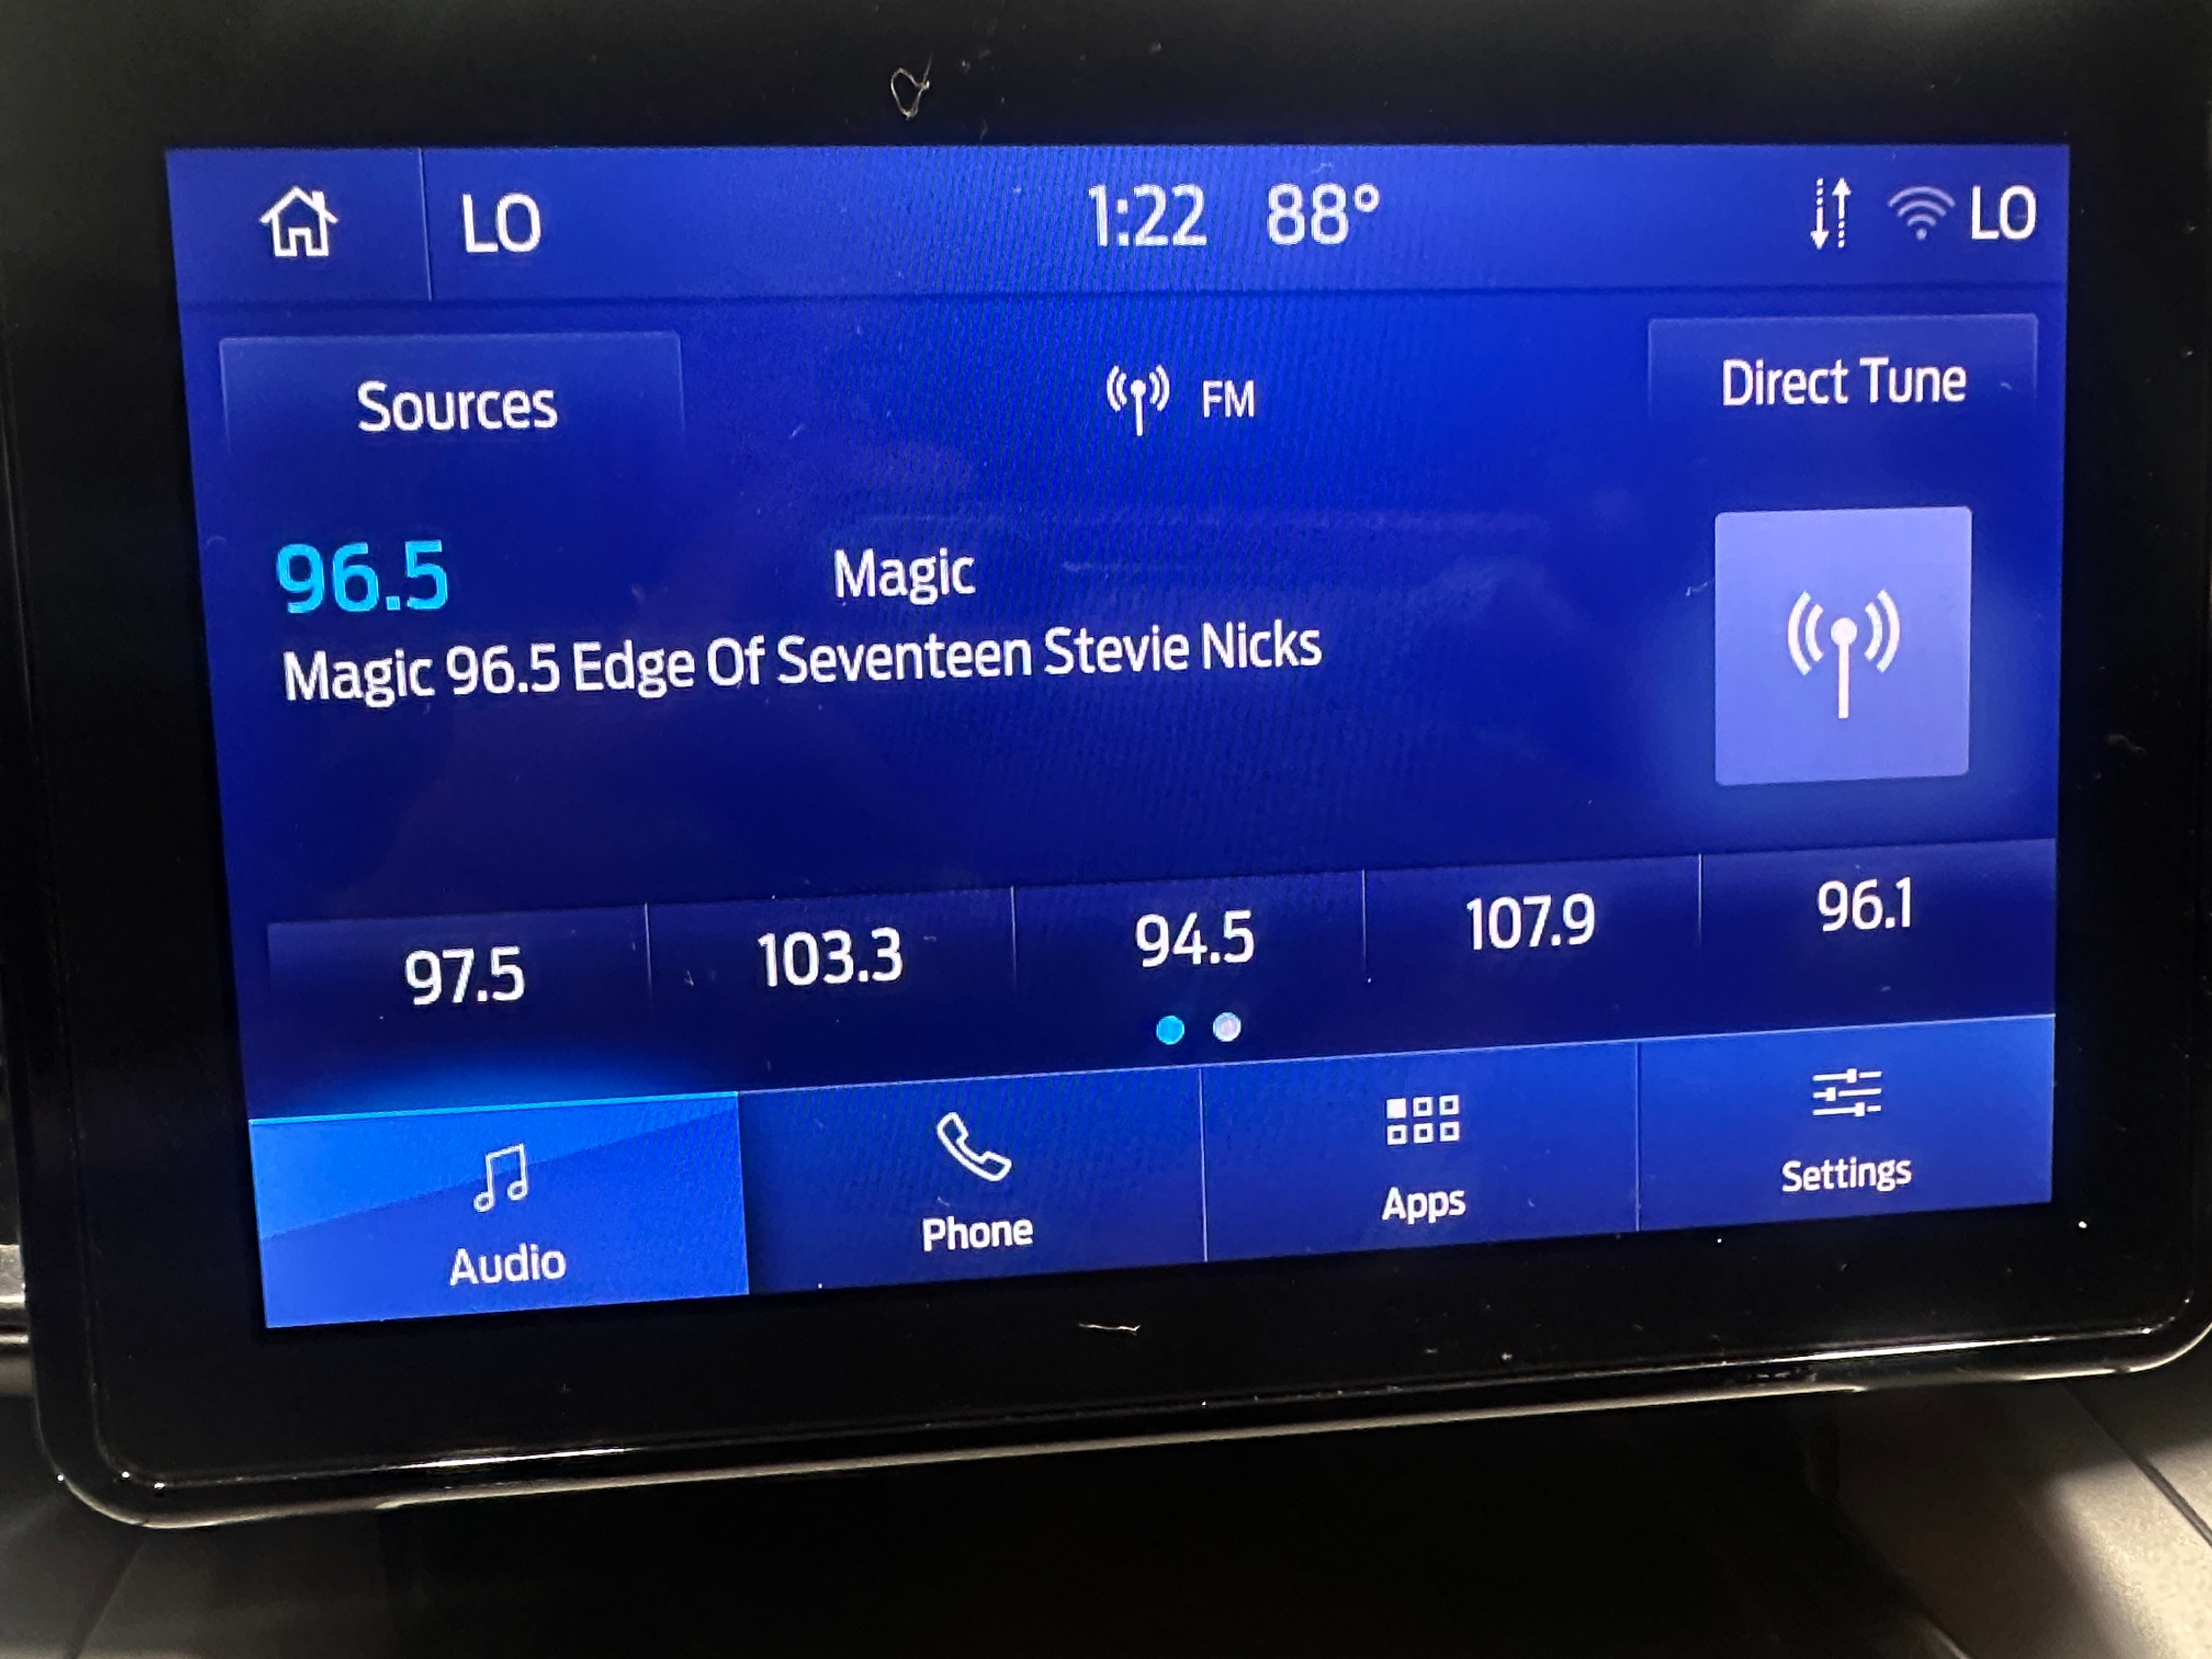 LO 1:22 88° LO
Sources FM Direct Tune
96.5 Magic
Magic 96.5 Edge Of Seventeen Stevie Nicks
97.5 103.3 94.5 107.9 96.1
Audio Phone Apps Settings